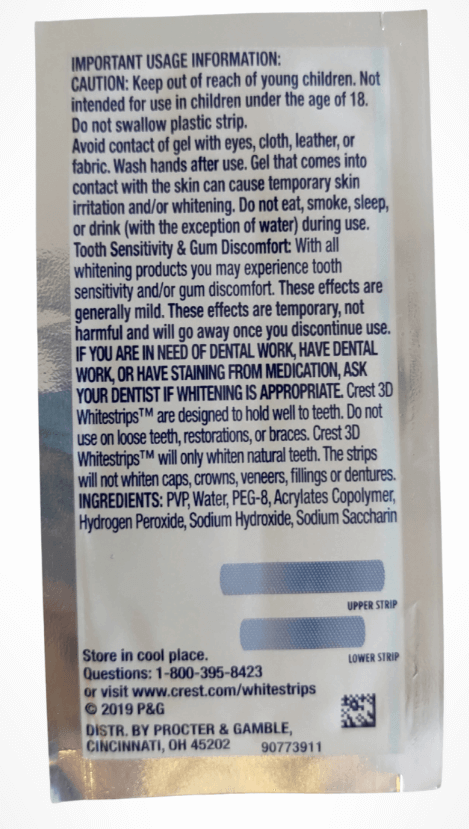 IMPORTANT USAGE INFORMATION:
CAUTION: Keep out of reach of young children. Not
intended for use in children under the age of 18.
Do not swallow plastic strip.
Avoid contact of gel with eyes, cloth, leather, or
fabric. Wash hands after use. Gel that comes into
contact with the skin can cause temporary skin
irritation and/or whitening. Do not eat, smoke, sleep,
or drink (with the exception of water) during use.
Tooth Sensitivity & Gum Discomfort: With all
whitening products you may experience tooth
sensitivity and/or gum discomfort. These effects are
generally mild. These effects are temporary, not
harmful and will go away once you discontinue use.
IF YOU ARE IN NEED OF DENTAL WORK, HAVE DENTAL
WORK, OR HAVE STAINING FROM MEDICATION, ASK
YOUR DENTIST IF WHITENING IS APPROPRIATE. Crest 3D
Whitestrips™ are designed to hold well to teeth. Do not
use on loose teeth, restorations, or braces. Crest 3D
Whitestrips™ will only whiten natural teeth. The strips
will not whiten caps, crowns, veneers, fillings or dentures.
INGREDIENTS: PVP, Water, PEG-8, Acrylates Copolymer,
Hydrogen Peroxide, Sodium Hydroxide, Sodium Saccharin
UPPER STRIP
LOWER STRIP
Store in cool place.
Questions: 1-800-395-8423
or visit www.crest.com/whitestrips
© 2019 P&G
DISTR. BY PROCTER & GAMBLE,
CINCINNATI, OH 45202 90773911